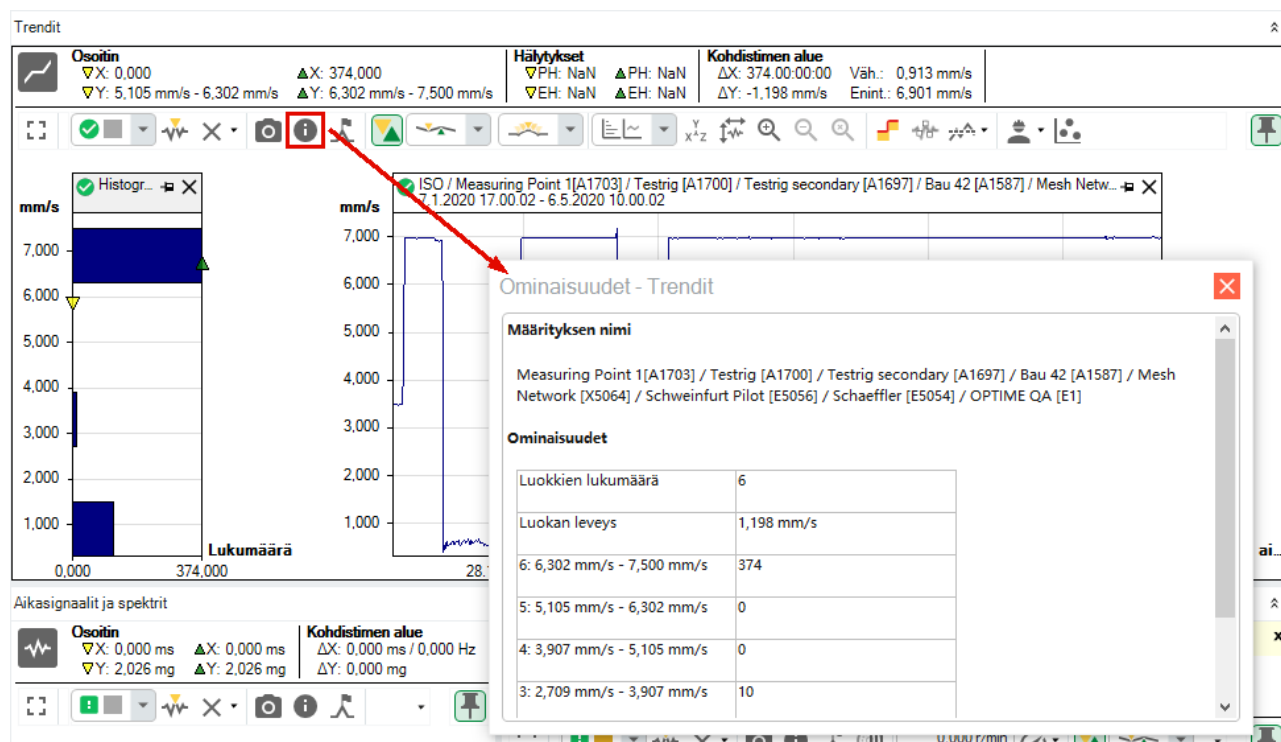 Trendit
Osoitin
X: 0,000 X: 374,000
Y: 5,105 mm/s - 6,302 mm/s Y: 6,302 mm/s - 7,500 mm/s
Hälytykset
PH: NaN PH: NaN
EH: NaN EH: NaN
Kohdistimen alue
ΔX: 374.00:00:00 Väh.: 0,913 mm/s
ΔY: -1,198 mm/s Enint.: 6,901 mm/s
Histogr...
mm/s
7,000
6,000
5,000
4,000
3,000
2,000
1,000
Lukumäärä
0,000 374,000
ISO / Measuring Point 1[A1703] / Testrig [A1700] / Testrig secondary [A1697] / Bau 42 [A1587] / Mesh Netw...
7.1.2020 17.00.02 - 6.5.2020 10.00.02
mm/s
7,000
6,000
5,000
4,000
3,000
2,000
1,000
28.
ai...
Ominaisuudet - Trendit
Määrityksen nimi
Measuring Point 1[A1703] / Testrig [A1700] / Testrig secondary [A1697] / Bau 42 [A1587] / Mesh
Network [X5064] / Schweinfurt Pilot [E5056] / Schaeffler [E5054] / OPTIME QA [E1]
Ominaisuudet
Luokkien lukumäärä 6
Luokan leveys 1,198 mm/s
6: 6,302 mm/s - 7,500 mm/s 374
5: 5,105 mm/s - 6,302 mm/s 0
4: 3,907 mm/s - 5,105 mm/s 0
3: 2,709 mm/s - 3,907 mm/s 10
Aikasignaalit ja spektrit
Osoitin
X: 0,000 ms X: 0,000 ms
Y: 2,026 mg Y: 2,026 mg
Kohdistimen alue
ΔX: 0,000 ms / 0,000 Hz
ΔY: 0,000 mg
x
0,000 r/min